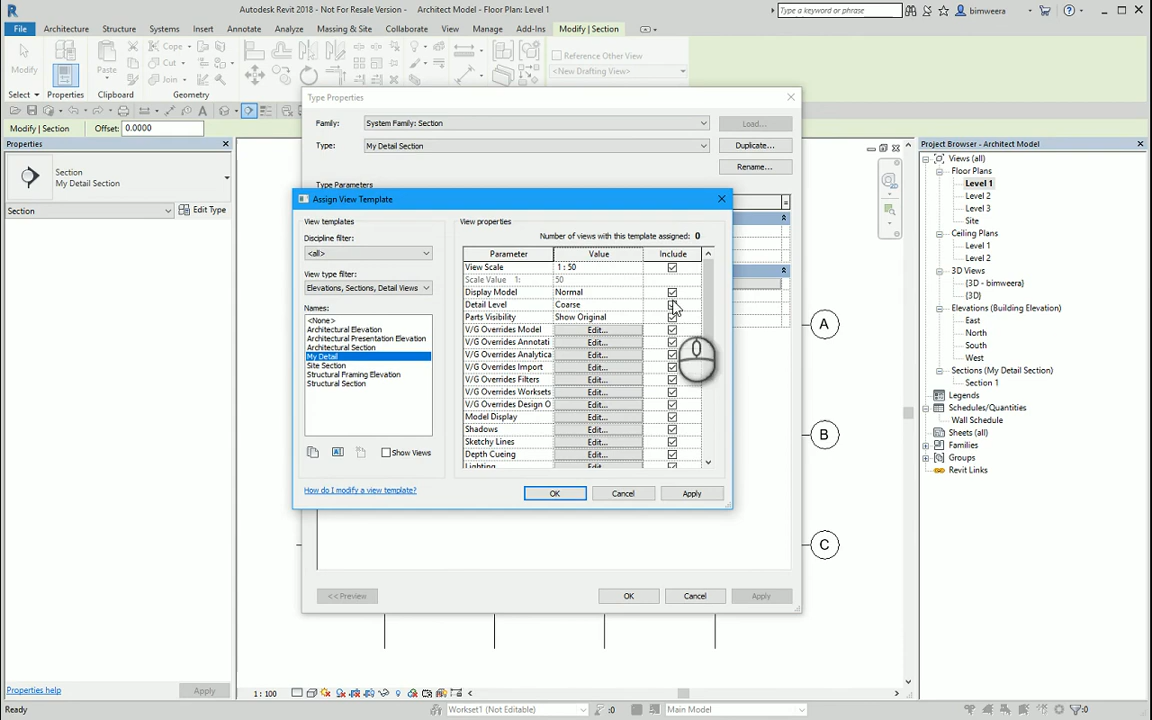 Autodesk Revit 2018 - Not For Resale Version - Architect Model - Floor Plan: Level 1
Type a keyword or phrase
bimweera
File
Architecture
Structure
Systems
Insert
Annotate
Analyze
Massing & Site
Collaborate
View
Manage
Add-Ins
Modify | Section
Modify
Paste
Cope
Cut
Join
Reference Other View
<New Drafting View>
Select
Properties
Clipboard
Geometry
Modify | Section
Offset: 0.0000
Properties
Section
My Detail Section
Section
Edit Type
Properties help
Apply
Type Properties
Family:
System Family: Section
Load...
Type:
My Detail Section
Duplicate...
Rename...
Type Parameters
Assign View Template
View templates
Discipline filter:
<all>
View type filter:
Elevations, Sections, Detail Views
Names:
<None>
Architectural Elevation
Architectural Presentation Elevation
Architectural Section
My Detail
Site Section
Structural Framing Elevation
Structural Section
Show Views
How do I modify a view template?
View properties
Number of views with this template assigned: 0
Parameter Value Include
View Scale 1 : 50
Scale Value 1: 50
Display Model Normal
Detail Level Coarse
Parts Visibility Show Original
V/G Overrides Model Edit...
V/G Overrides Annotati Edit...
V/G Overrides Analytica Edit...
V/G Overrides Import Edit...
V/G Overrides Filters Edit...
V/G Overrides Worksets Edit...
V/G Overrides Design O Edit...
Model Display Edit...
Shadows Edit...
Sketchy Lines Edit...
Depth Cueing Edit...
Lighting Edit...
OK
Cancel
Apply
<< Preview
OK
Cancel
Apply
A
B
C
Project Browser - Architect Model
Views (all)
Floor Plans
Level 1
Level 2
Level 3
Site
Ceiling Plans
Level 1
Level 2
3D Views
{3D - bimweera}
{3D}
Elevations (Building Elevation)
East
North
South
West
Sections (My Detail Section)
Section 1
Legends
Schedules/Quantities
Wall Schedule
Sheets (all)
Families
Groups
Revit Links
1 : 100
Ready
Workset1 (Not Editable)
:0
Main Model
:0